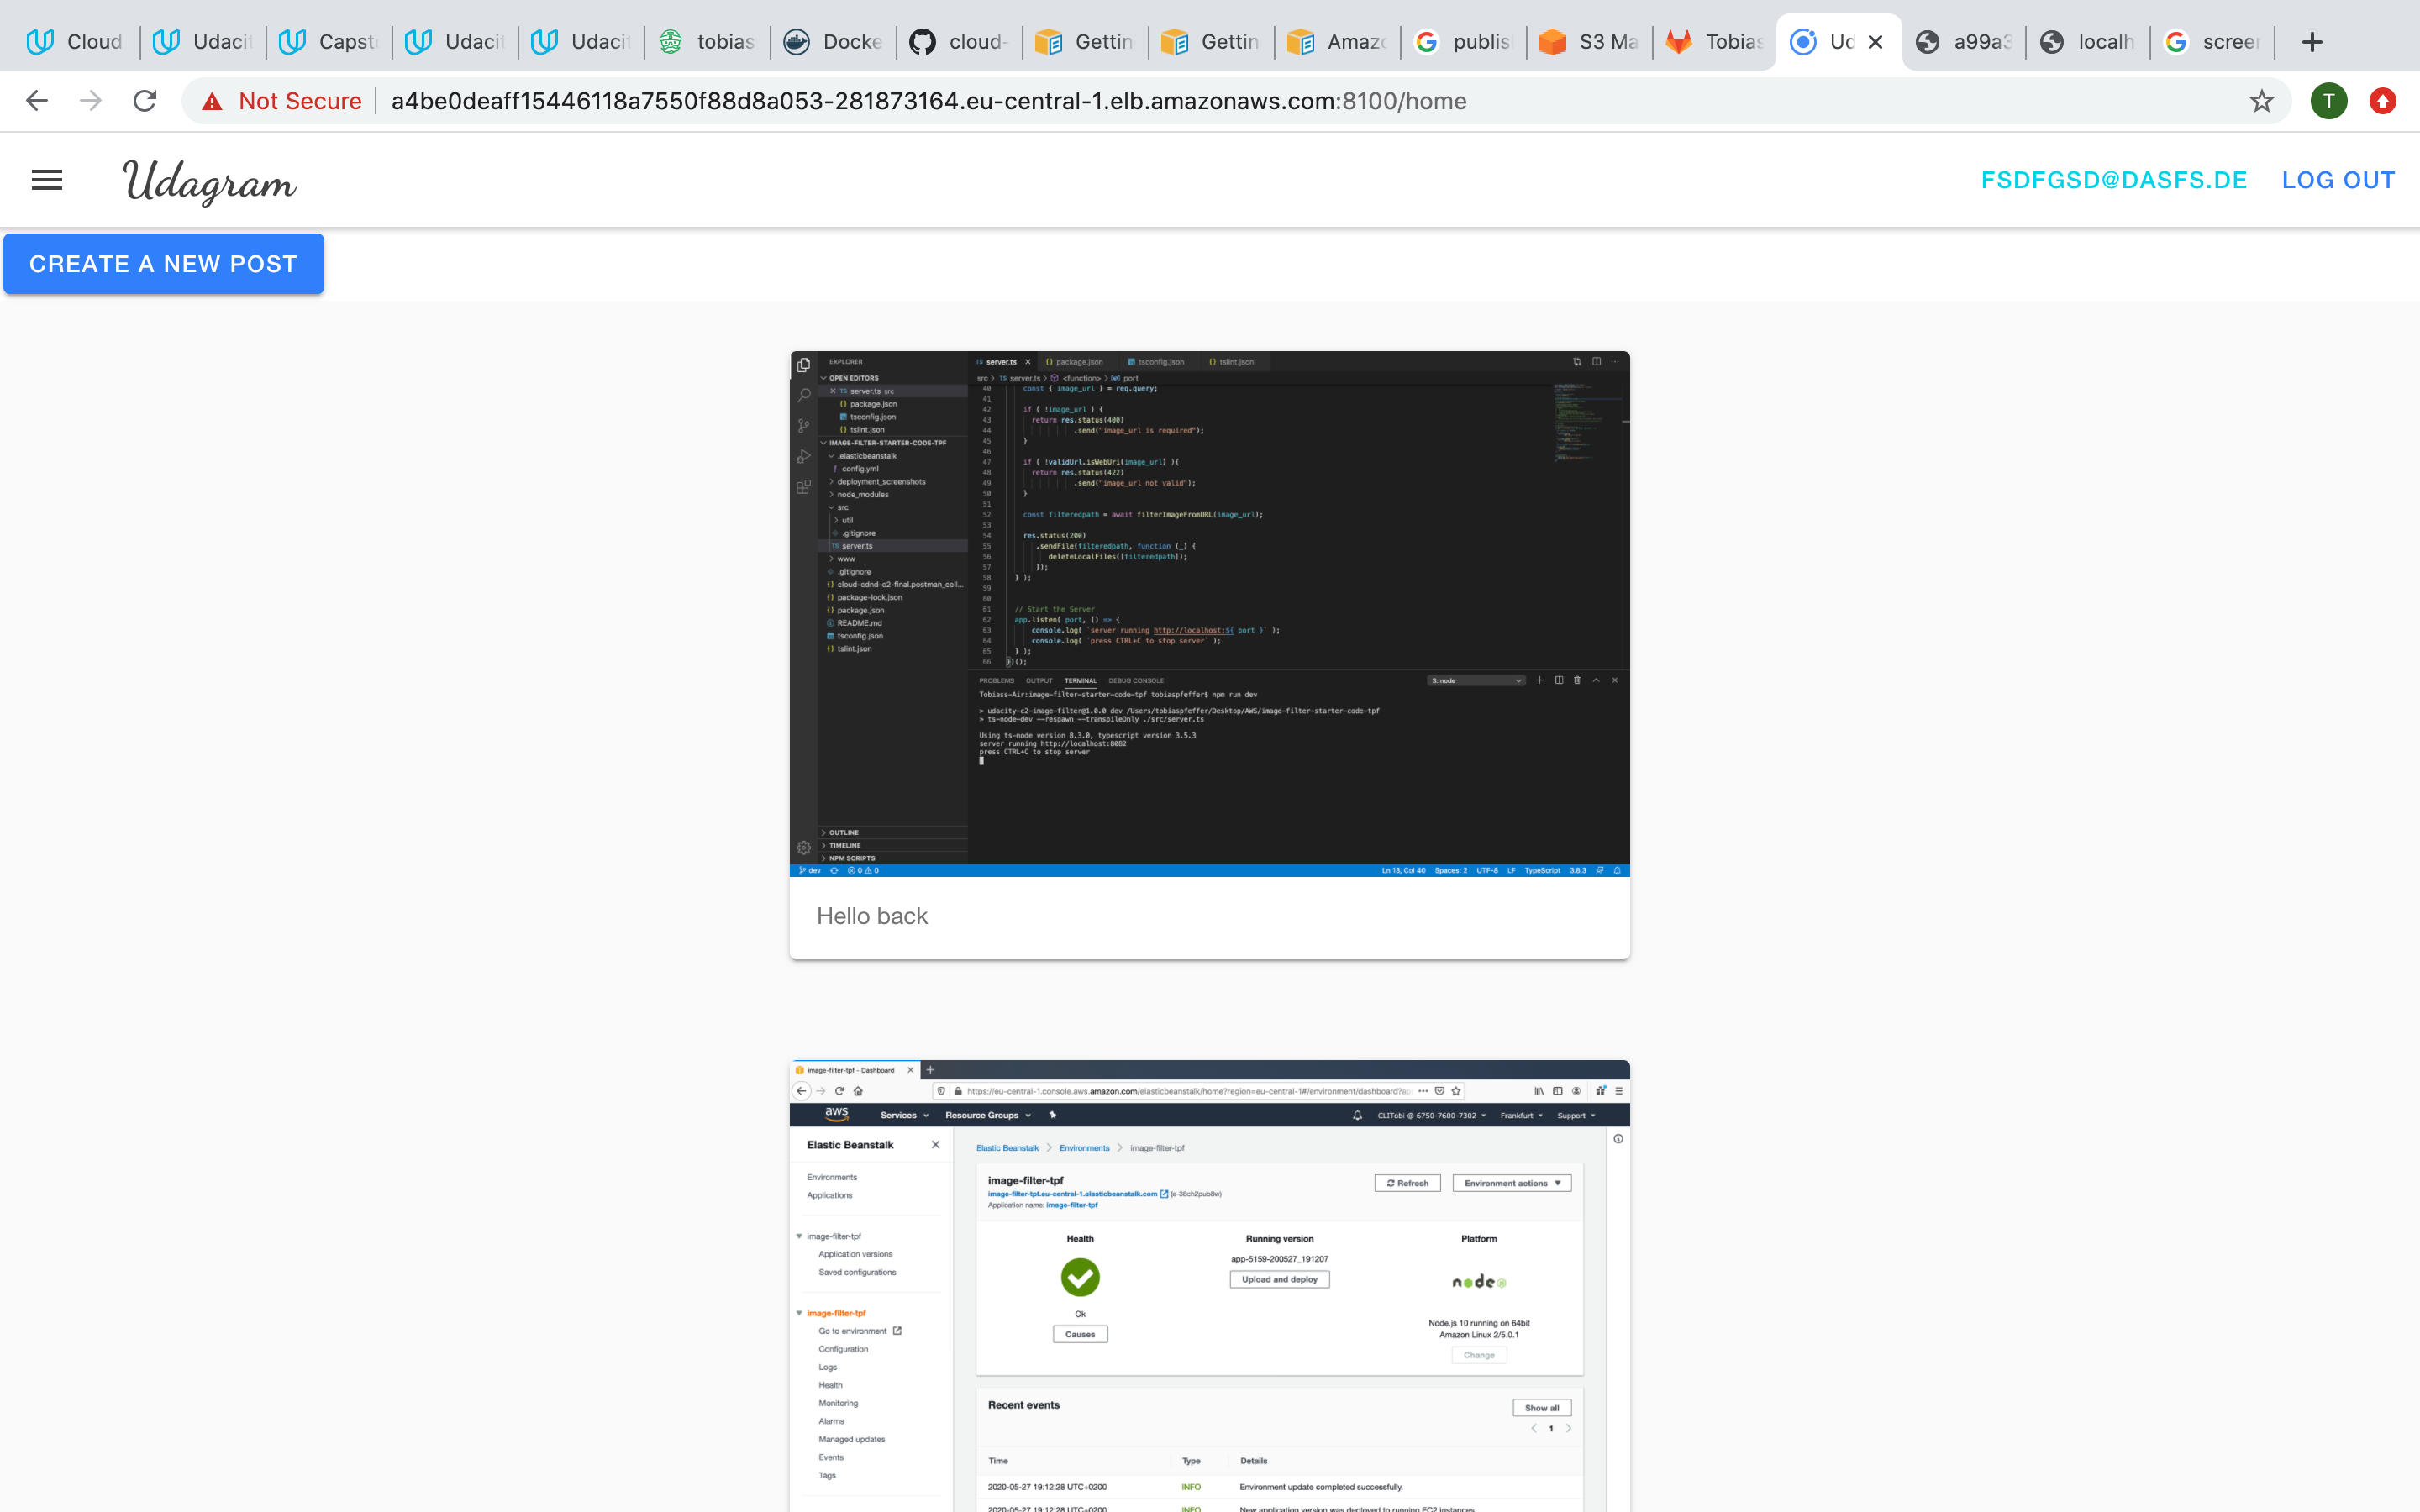 Cloud Udaci Capst Udaci Udaci tobias Docke cloud- Gettin Gettin Amaz publis S3 Ma Tobias Ud a99a3 localh screer
Not Secure a4be0deaff15446118a7550f88d8a053-281873164.eu-central-1.elb.amazonaws.com:8100/home T
Udagram FSDFGSD@DASFS.DE LOG OUT
CREATE A NEW POST
EXPLORER
OPEN EDITORS
TS server.ts src
{} package.json
tsconfig.json
{} tslint.json
IMAGE-FILTER-STARTER-CODE-TPF
.elasticbeanstalk
config.yml
deployment_screenshots
node_modules
src
util
.gitignore
TS server.ts
www
.gitignore
{} cloud-cdnd-c2-final.postman_coll...
{} package-lock.json
{} package.json
README.md
tsconfig.json
{} tslint.json
OUTLINE
TIMELINE
NPM SCRIPTS
TS server.ts {} package.json tsconfig.json {} tslint.json
src > TS server.ts > <function> > port
40 const { image_url } = req.query;
41
42 if ( !image_url ) {
43 return res.status(400)
44 .send("image_url is required");
45 }
46
47 if ( !validUrl.isWebUri(image_url) ){
48 return res.status(422)
49 .send("image_url not valid");
50 }
51
52 const filteredpath = await filterImageFromURL(image_url);
53
54 res.status(200)
55 .sendFile(filteredpath, function (_) {
56 deleteLocalFiles([filteredpath]);
57 });
58 } );
59
60
61 // Start the Server
62 app.listen( port, () => {
63 console.log( `server running http://localhost:${ port }` );
64 console.log( `press CTRL+C to stop server` );
65 } );
66 })();
PROBLEMS OUTPUT TERMINAL DEBUG CONSOLE 3: node
Tobiass-Air:image-filter-starter-code-tpf tobiaspfeffer$ npm run dev
> udacity-c2-image-filter@1.0.0 dev /Users/tobiaspfeffer/Desktop/AWS/image-filter-starter-code-tpf
> ts-node-dev --respawn --transpileOnly ./src/server.ts
Using ts-node version 8.3.0, typescript version 3.5.3
server running http://localhost:8082
press CTRL+C to stop server
dev 0 0 Ln 13, Col 40 Spaces: 2 UTF-8 LF TypeScript 3.8.3
Hello back
image-filter-tpf - Dashboard
https://eu-central-1.console.aws.amazon.com/elasticbeanstalk/home?region=eu-central-1#/environment/dashboard?ap
aws Services Resource Groups CLITobi @ 6750-7600-7302 Frankfurt Support
Elastic Beanstalk
Environments
Applications
image-filter-tpf
Application versions
Saved configurations
image-filter-tpf
Go to environment
Configuration
Logs
Health
Monitoring
Alarms
Managed updates
Events
Tags
Elastic Beanstalk > Environments > image-filter-tpf
image-filter-tpf Refresh Environment actions
image-filter-tpf.eu-central-1.elasticbeanstalk.com (e-38ch2pub8w)
Application name: image-filter-tpf
Health Running version Platform
app-5159-200527_191207
Upload and deploy
node
Ok
Causes
Node.js 10 running on 64bit
Amazon Linux 2/5.0.1
Change
Recent events Show all
1
Time Type Details
2020-05-27 19:12:28 UTC+0200 INFO Environment update completed successfully.
2020-05-27 19:12:28 UTC+0200 INFO New application version was deployed to running EC2 instances.